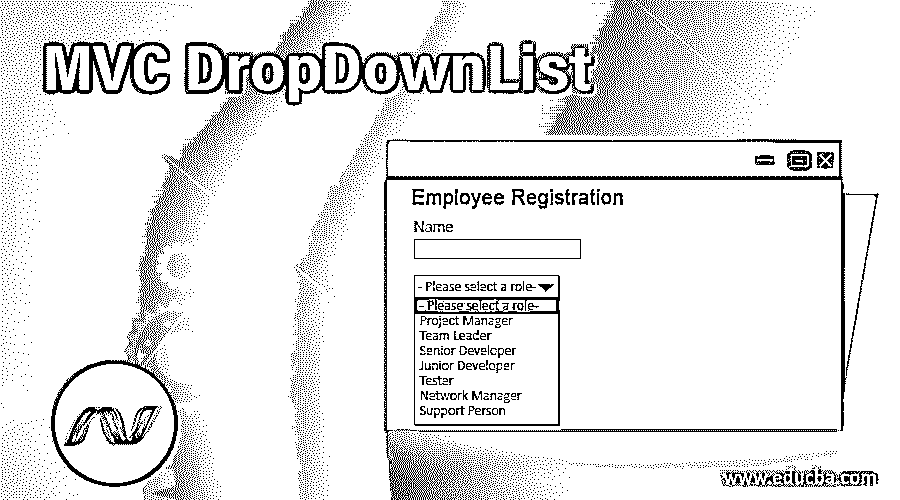 MVC DropDownList
Employee Registration
Name
- Please select a role-
- Please select a role-
Project Manager
Team Leader
Senior Developer
Junior Developer
Tester
Network Manager
Support Person
www.educba.com